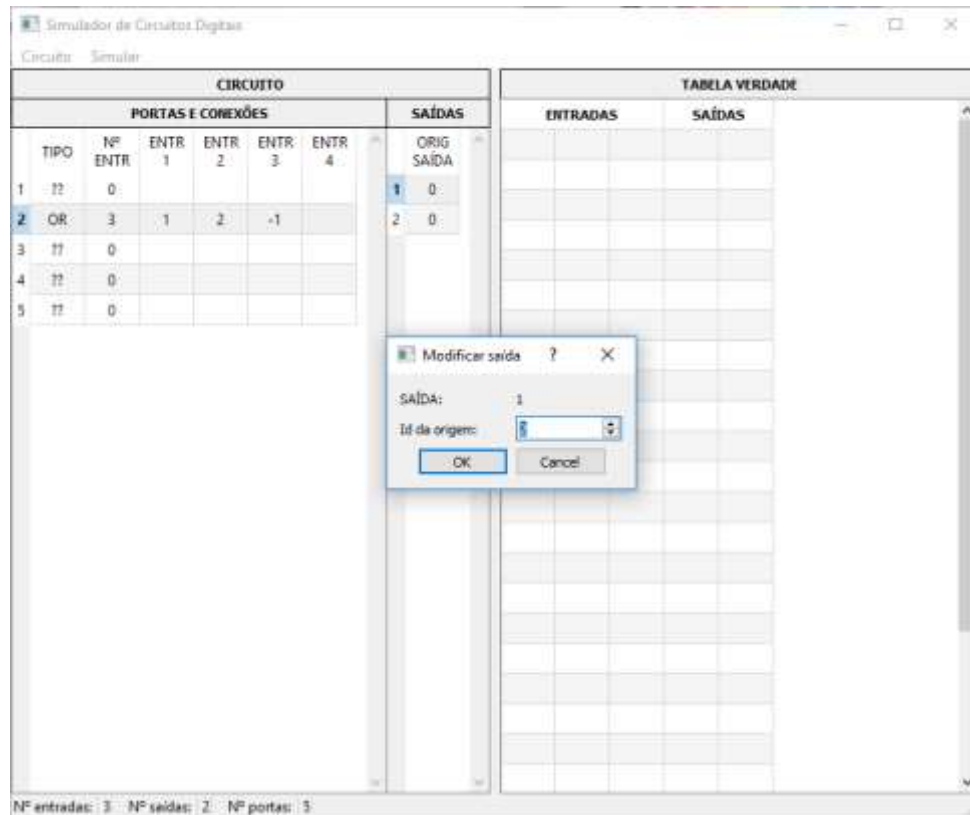 Simulador de Circuitos Digitais
Circuito Simular
CIRCUITO
PORTAS E CONEXÕES SAÍDAS
TIPO Nº ENTR ENTR 1 ENTR 2 ENTR 3 ENTR 4 ORIG SAÍDA
1 ?? 0 1 0
2 OR 3 1 2 -1 2 0
3 ?? 0
4 ?? 0
5 ?? 0
TABELA VERDADE
ENTRADAS SAÍDAS
Modificar saída ? ×
SAÍDA: 1
Id da origem:
OK Cancel
Nº entradas: 3 Nº saídas: 2 Nº portas: 5